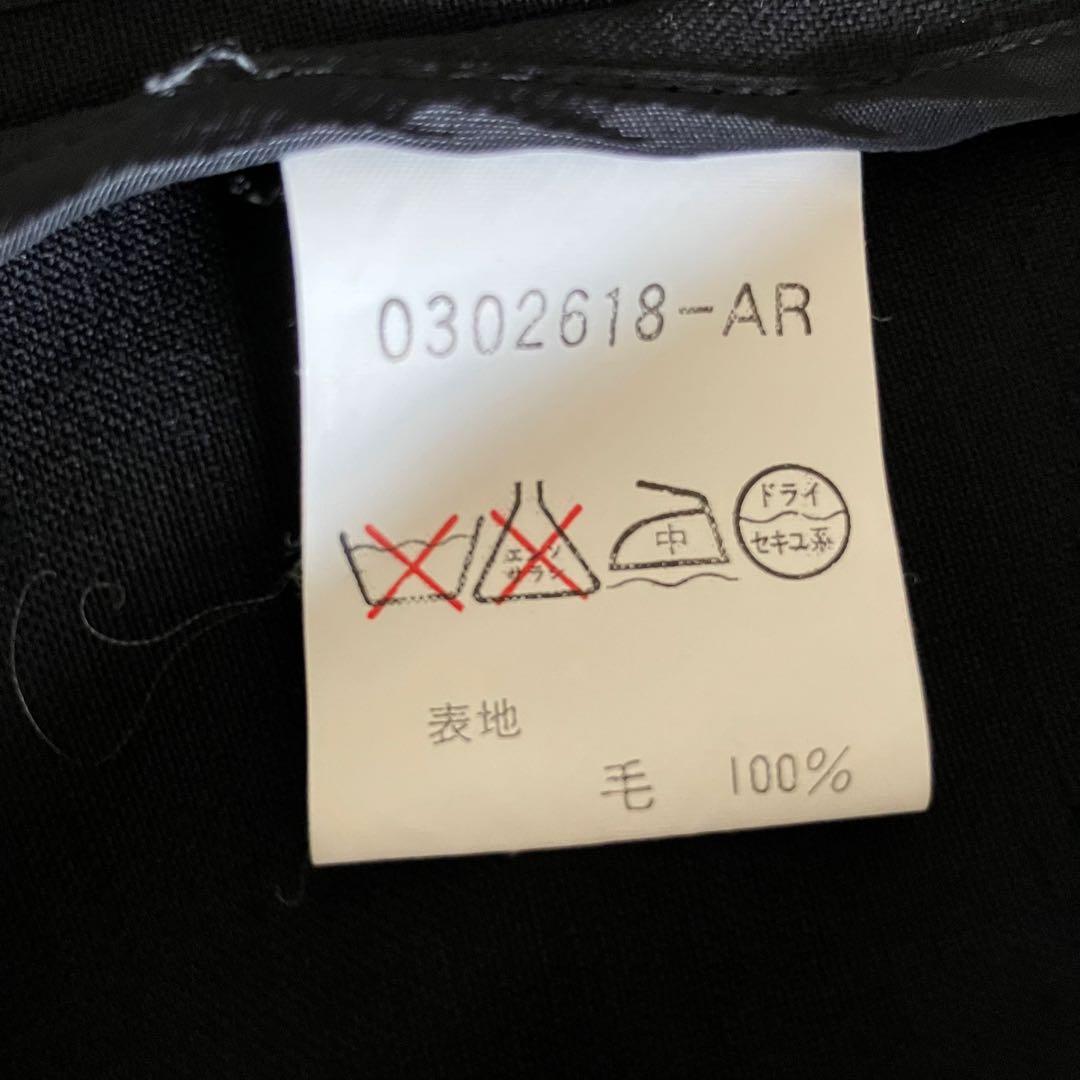 0302618-AR
エンソ
サラシ
中
ドライ
セキユ系
表地
毛 100%